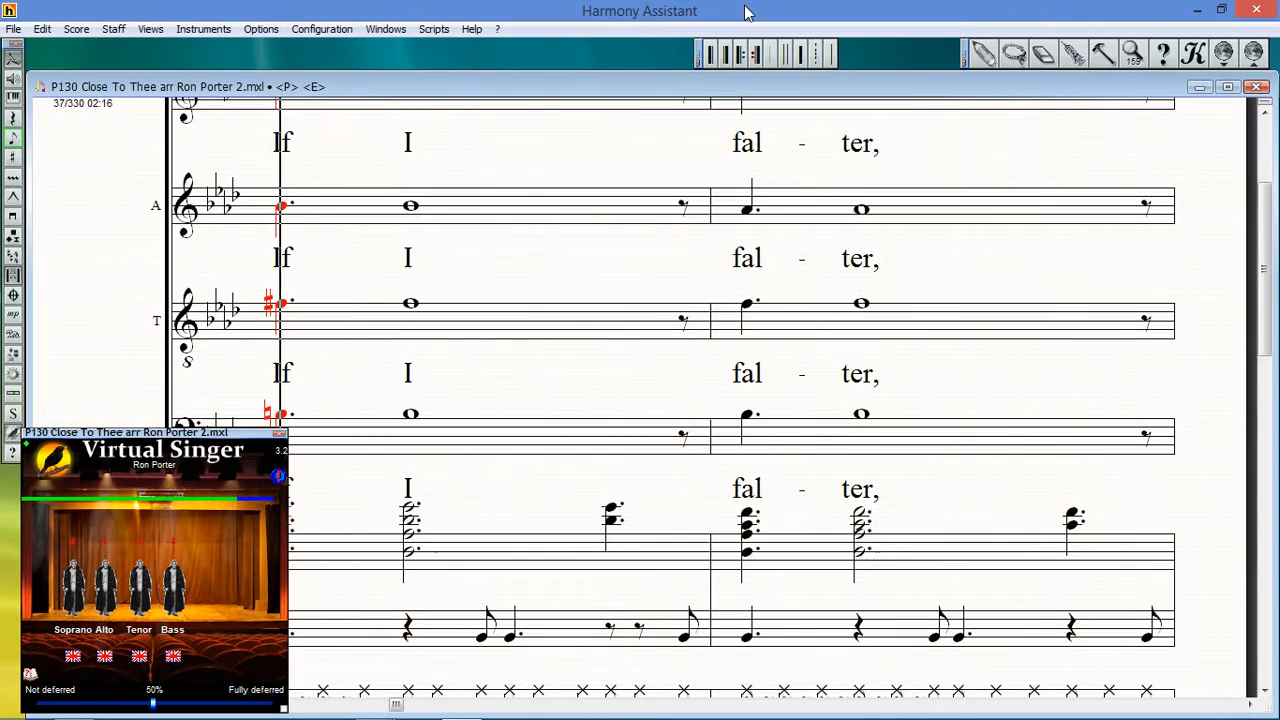 Harmony Assistant
File Edit Score Staff Views Instruments Options Configuration Windows Scripts Help ?
P130 Close To Thee arr Ron Porter 2.mxl • <P> <E>
37/330 02:16
If I fal - ter,
A
If I fal - ter,
T
8
If I fal - ter,
I fal - ter,
P130 Close To Thee arr Ron Porter 2.mxl
Virtual Singer
3.2
Ron Porter
Soprano Alto Tenor Bass
Not deferred 50% Fully deferred